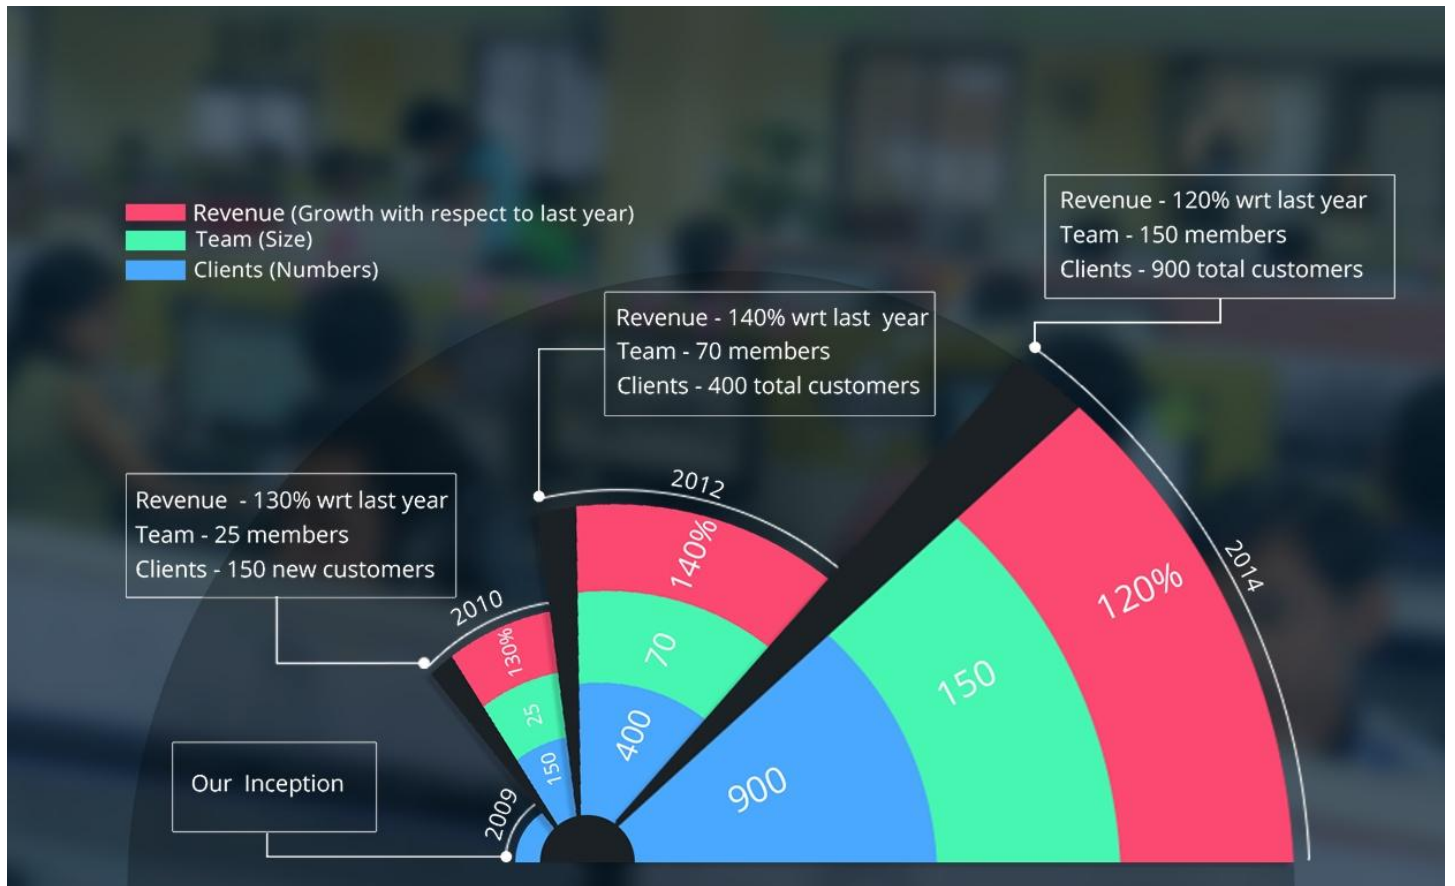 Revenue (Growth with respect to last year)
Team (Size)
Clients (Numbers)
Revenue - 120% wrt last year
Team - 150 members
Clients - 900 total customers
Revenue - 140% wrt last  year
Team - 70 members
Clients - 400 total customers
Revenue  - 130% wrt last year
Team - 25 members
Clients - 150 new customers
Our  Inception
2009
2010
130%
25
150
2012
140%
70
400
2014
120%
150
900